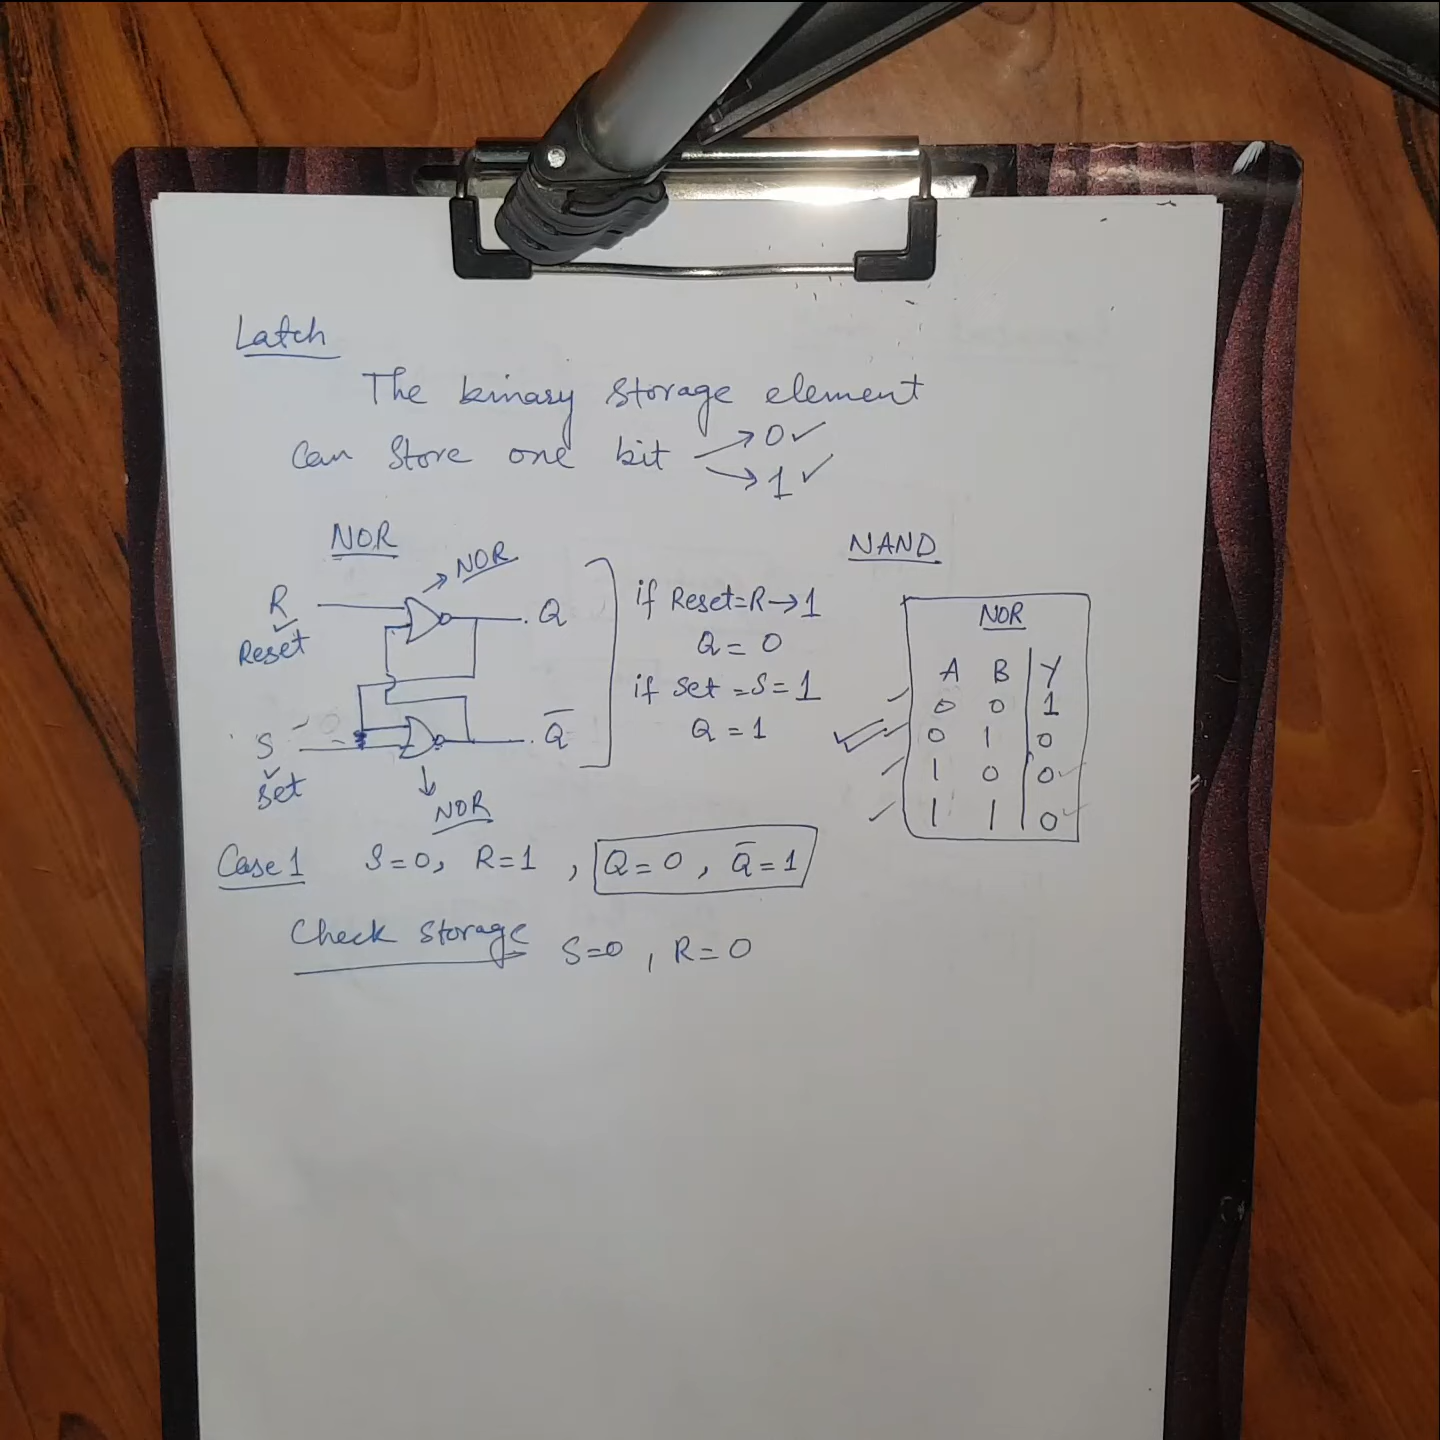 Latch
The binary storage element
can store one bit → 0 ✓
→ 1 ✓
NOR
NAND
→ NOR
R
Reset
Q
S
Set
Q̅
↓
NOR
if Reset=R→1
Q = 0
if Set = S = 1
Q = 1
NOR
A B Y
0 0 1
0 1 0
1 0 0
1 1 0
Case 1 S=0, R=1, Q=0, Q̅=1
Check Storage S=0, R=0